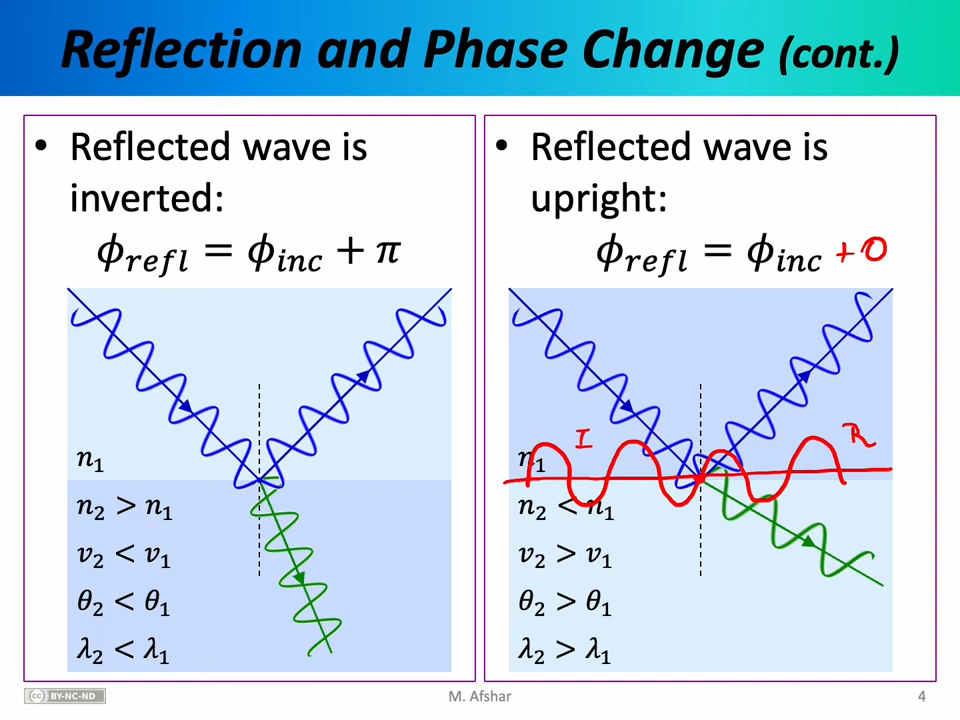 Reflection and Phase Change (cont.)
• Reflected wave is
inverted:
ϕ_refl = ϕ_inc + π
n₁
n₂ > n₁
v₂ < v₁
θ₂ < θ₁
λ₂ < λ₁
• Reflected wave is
upright:
ϕ_refl = ϕ_inc + 0
I
R
n₁
n₂ < n₁
v₂ > v₁
θ₂ > θ₁
λ₂ > λ₁
cc BY-NC-ND
M. Afshar
4